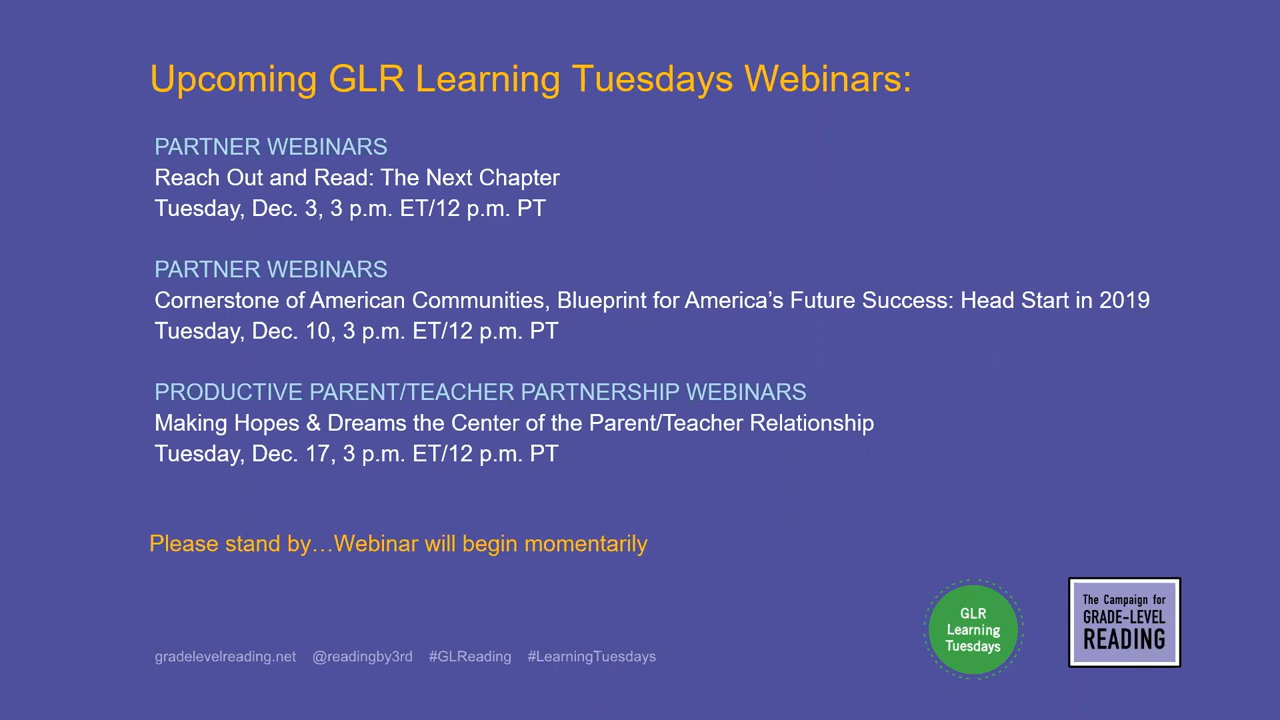 Upcoming GLR Learning Tuesdays Webinars:
PARTNER WEBINARS
Reach Out and Read: The Next Chapter
Tuesday, Dec. 3, 3 p.m. ET/12 p.m. PT
PARTNER WEBINARS
Cornerstone of American Communities, Blueprint for America’s Future Success: Head Start in 2019
Tuesday, Dec. 10, 3 p.m. ET/12 p.m. PT
PRODUCTIVE PARENT/TEACHER PARTNERSHIP WEBINARS
Making Hopes & Dreams the Center of the Parent/Teacher Relationship
Tuesday, Dec. 17, 3 p.m. ET/12 p.m. PT
Please stand by…Webinar will begin momentarily
gradelevelreading.net @readingby3rd #GLReading #LearningTuesdays
GLR
Learning
Tuesdays
The Campaign for
GRADE-LEVEL
READING